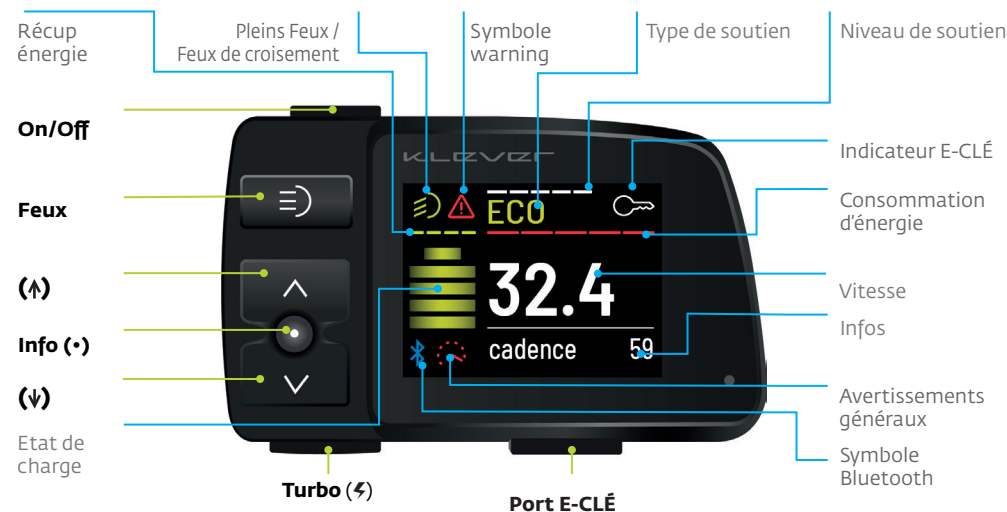 Récup
énergie
Pleins Feux /
Feux de croisement
Symbole
warning
Type de soutien
Niveau de soutien
On/Off
KLEVER
Indicateur E-CLÉ
Feux
ECO
Consommation
d'énergie
(↑)
32.4
Vitesse
Info (•)
Infos
cadence 59
(↓)
Avertissements
généraux
Etat de
charge
Symbole
Bluetooth
Turbo (⚡)
Port E-CLÉ